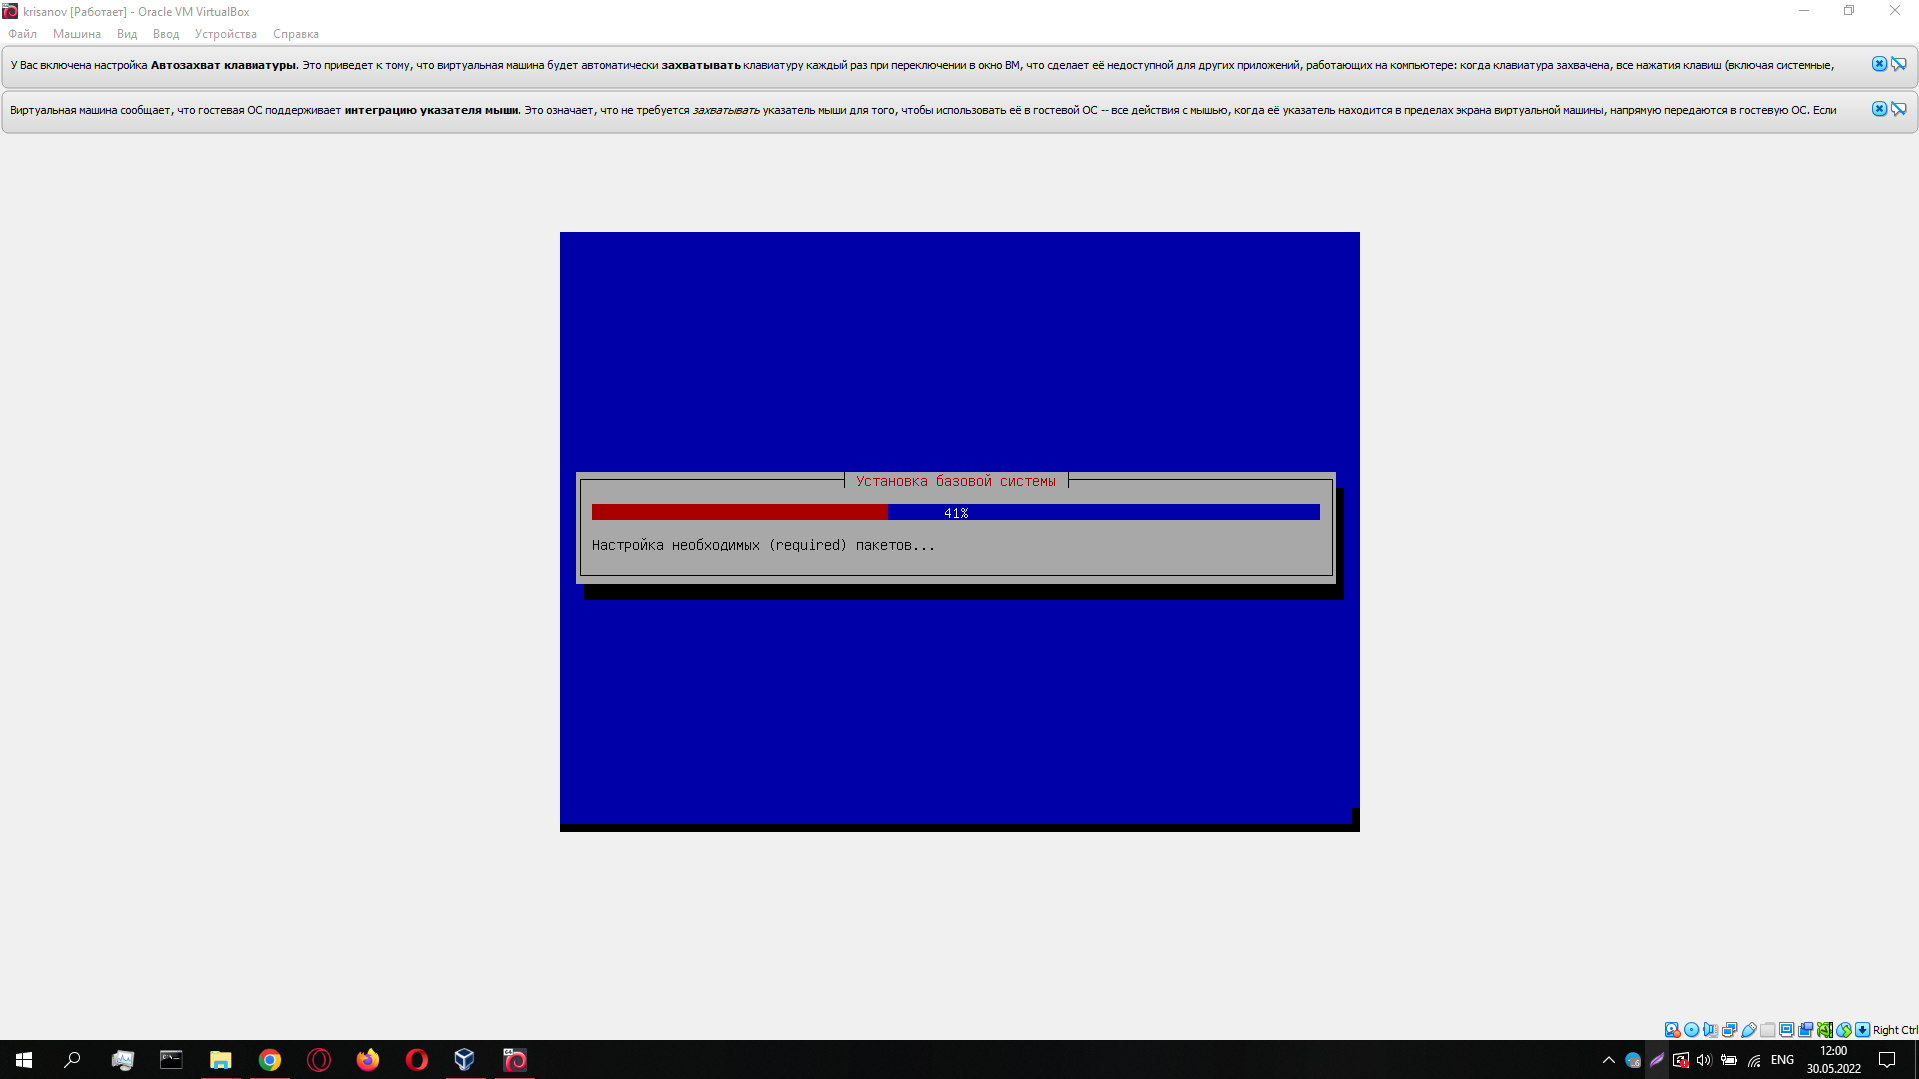 krisanov [Работает] - Oracle VM VirtualBox
Файл Машина Вид Ввод Устройства Справка
У Вас включена настройка Автозахват клавиатуры. Это приведет к тому, что виртуальная машина будет автоматически захватывать клавиатуру каждый раз при переключении в окно ВМ, что сделает её недоступной для других приложений, работающих на компьютере: когда клавиатура захвачена, все нажатия клавиш (включая системные,
Виртуальная машина сообщает, что гостевая ОС поддерживает интеграцию указателя мыши. Это означает, что не требуется захватывать указатель мыши для того, чтобы использовать её в гостевой ОС -- все действия с мышью, когда её указатель находится в пределах экрана виртуальной машины, напрямую передаются в гостевую ОС. Если
Установка базовой системы
41%
Настройка необходимых (required) пакетов...
Right Ctrl
ENG
12:00
30.05.2022